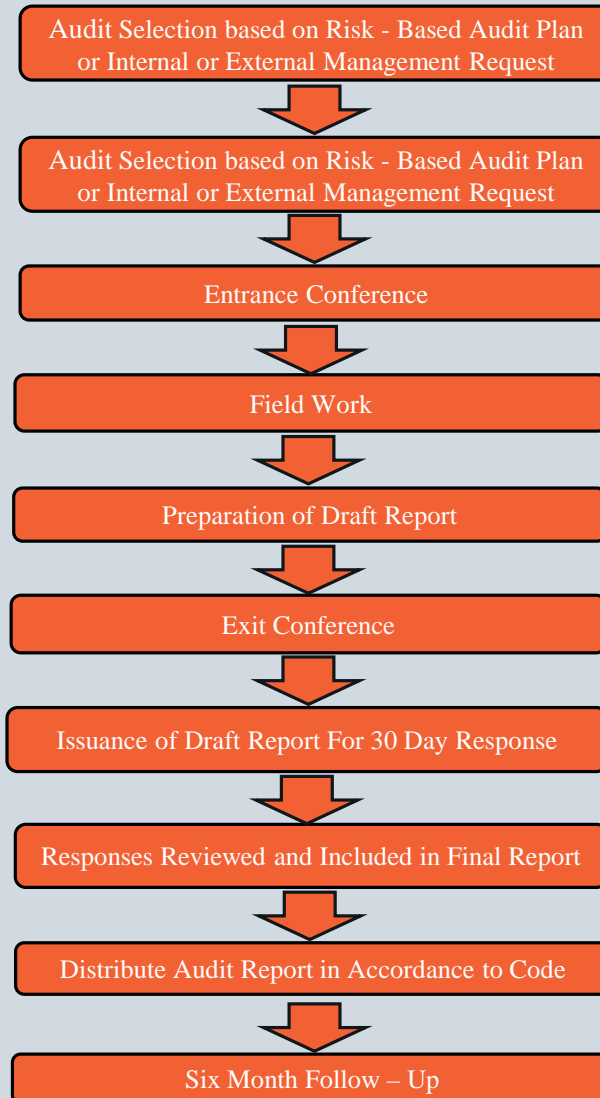 Audit Selection based on Risk - Based Audit Plan
or Internal or External Management Request
Audit Selection based on Risk - Based Audit Plan
or Internal or External Management Request
Entrance Conference
Field Work
Preparation of Draft Report
Exit Conference
Issuance of Draft Report For 30 Day Response
Responses Reviewed and Included in Final Report
Distribute Audit Report in Accordance to Code
Six Month Follow – Up